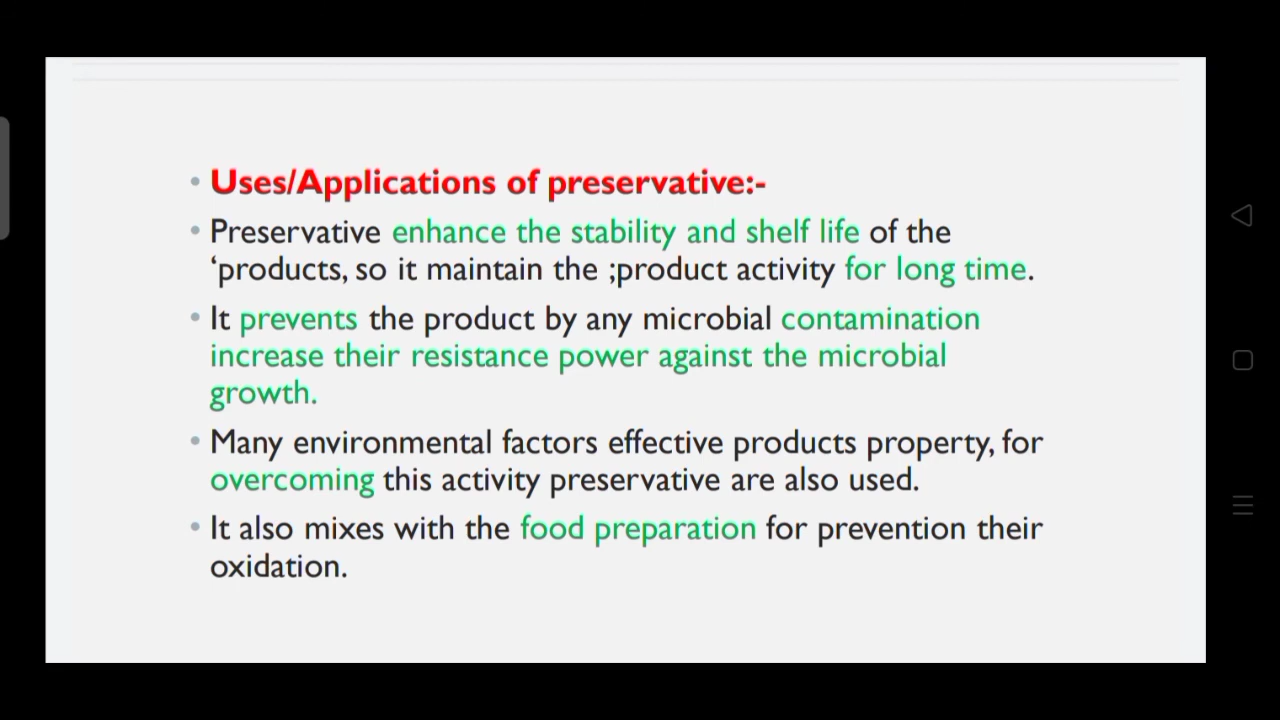 • Uses/Applications of preservative:-
• Preservative enhance the stability and shelf life of the
‘products, so it maintain the ;product activity for long time.
• It prevents the product by any microbial contamination
increase their resistance power against the microbial
growth.
• Many environmental factors effective products property, for
overcoming this activity preservative are also used.
• It also mixes with the food preparation for prevention their
oxidation.